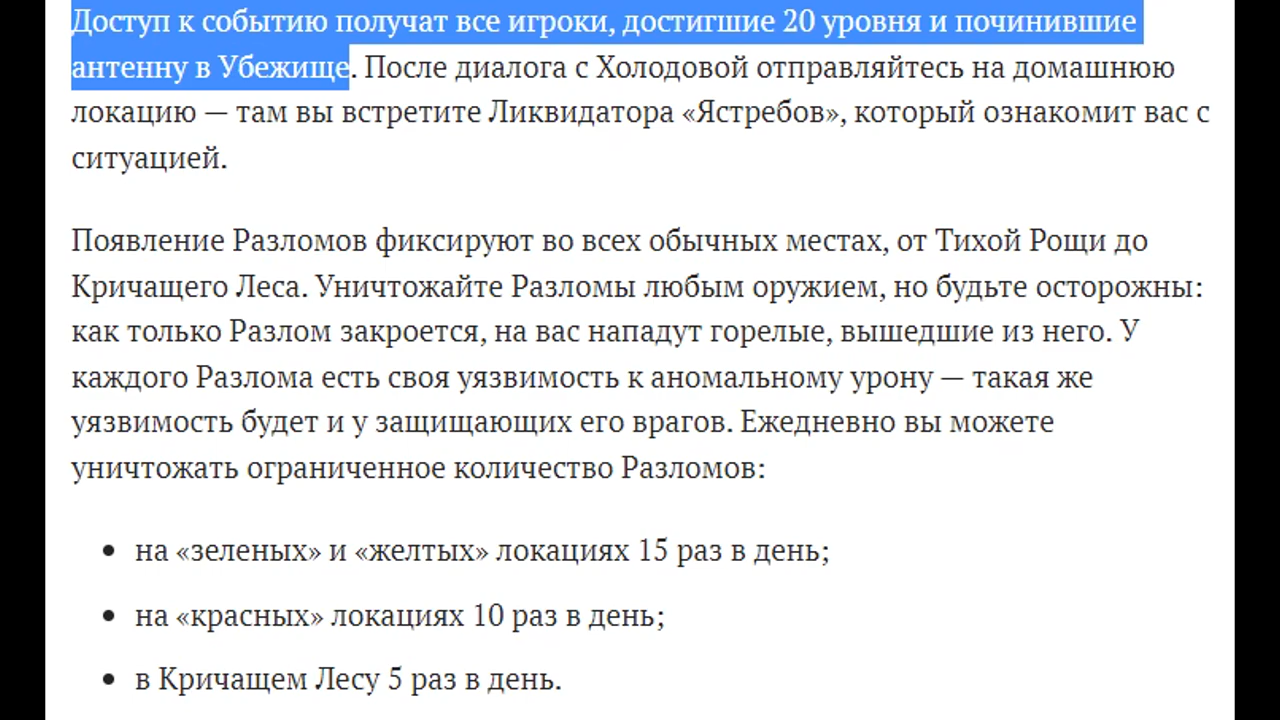 Доступ к событию получат все игроки, достигшие 20 уровня и починившие
антенну в Убежище. После диалога с Холодовой отправляйтесь на домашнюю
локацию — там вы встретите Ликвидатора «Ястребов», который ознакомит вас с
ситуацией.
Появление Разломов фиксируют во всех обычных местах, от Тихой Рощи до
Кричащего Леса. Уничтожайте Разломы любым оружием, но будьте осторожны:
как только Разлом закроется, на вас нападут горелые, вышедшие из него. У
каждого Разлома есть своя уязвимость к аномальному урону — такая же
уязвимость будет и у защищающих его врагов. Ежедневно вы можете
уничтожать ограниченное количество Разломов:
• на «зеленых» и «желтых» локациях 15 раз в день;
• на «красных» локациях 10 раз в день;
• в Кричащем Лесу 5 раз в день.